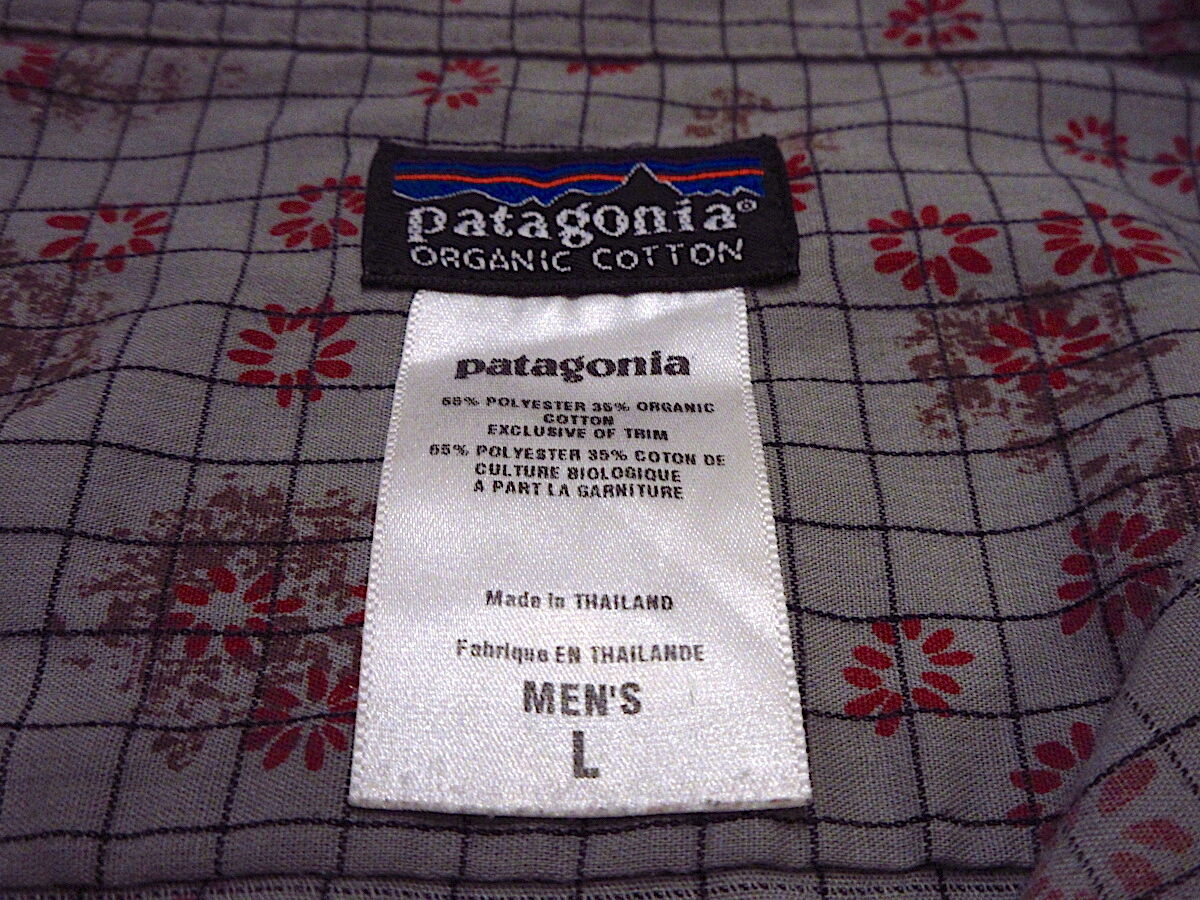 patagonia®
ORGANIC COTTON
patagonia
65% POLYESTER 35% ORGANIC
COTTON
EXCLUSIVE OF TRIM
65% POLYESTER 35% COTON DE
CULTURE BIOLOGIQUE
A PART LA GARNITURE
Made in THAILAND
Fabrique EN THAILANDE
MEN'S
L